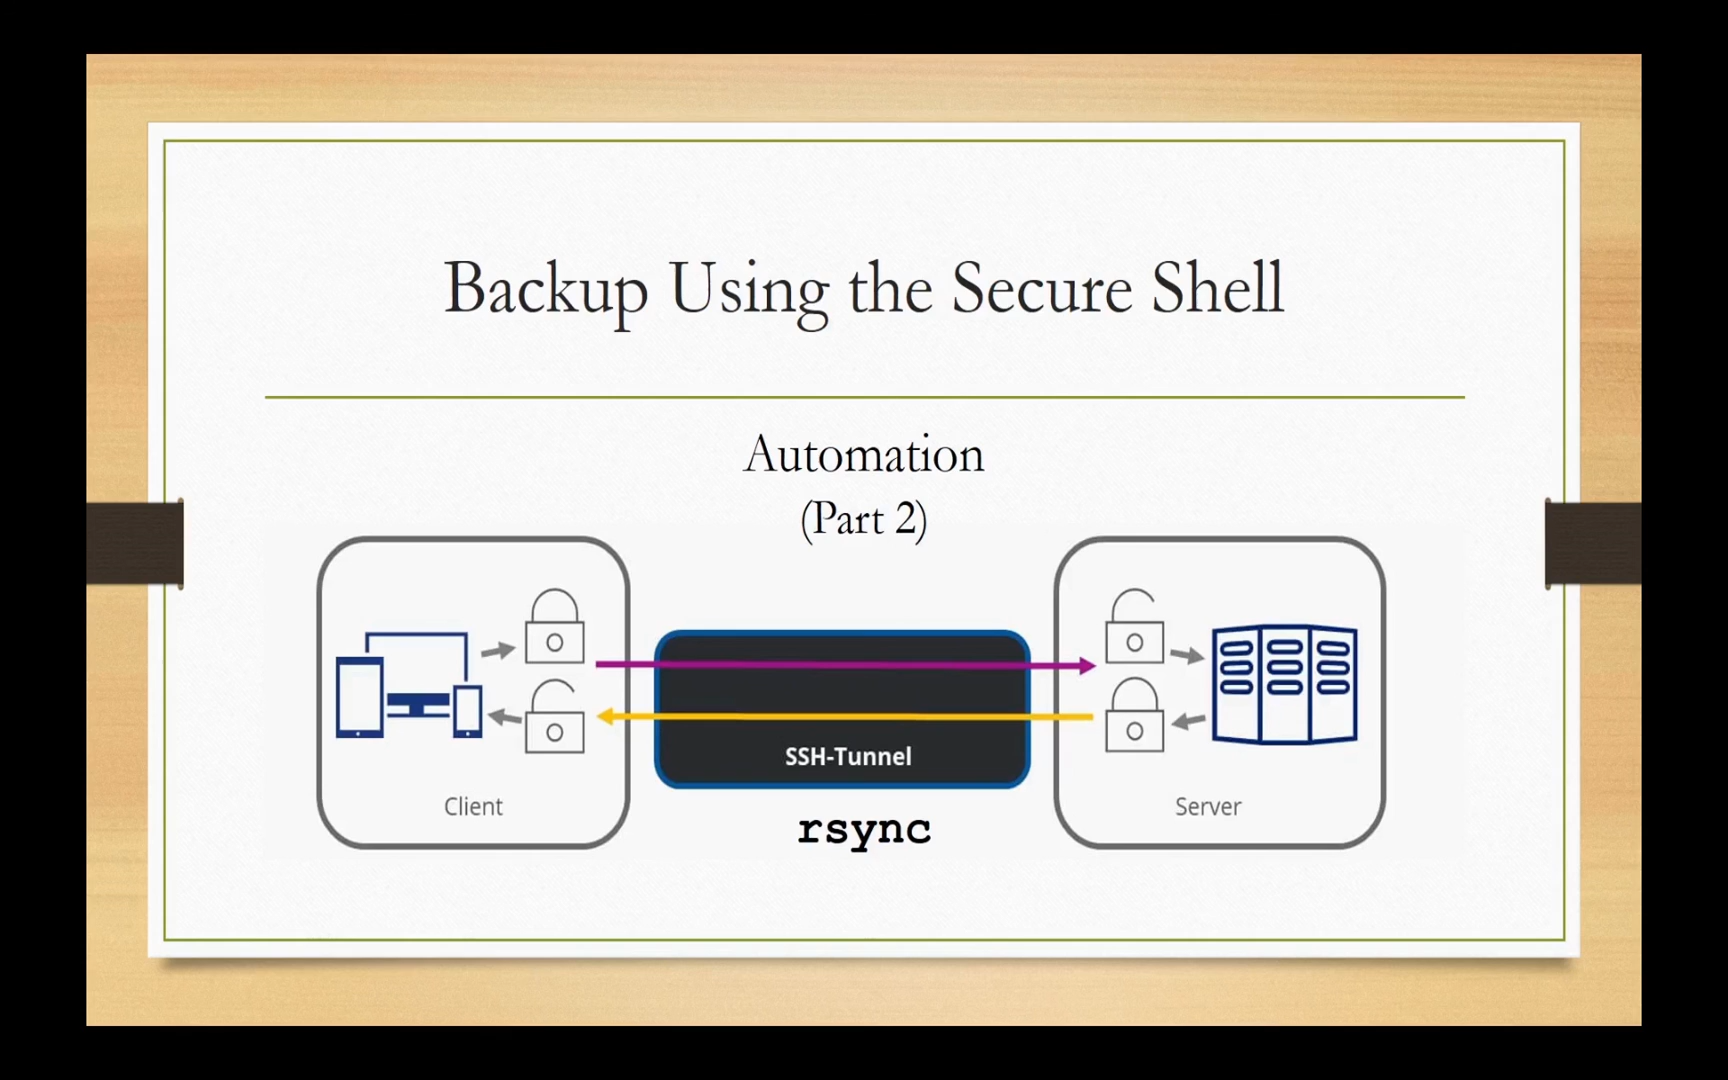 Backup Using the Secure Shell
Automation
(Part 2)
SSH-Tunnel
Client
Server
rsync